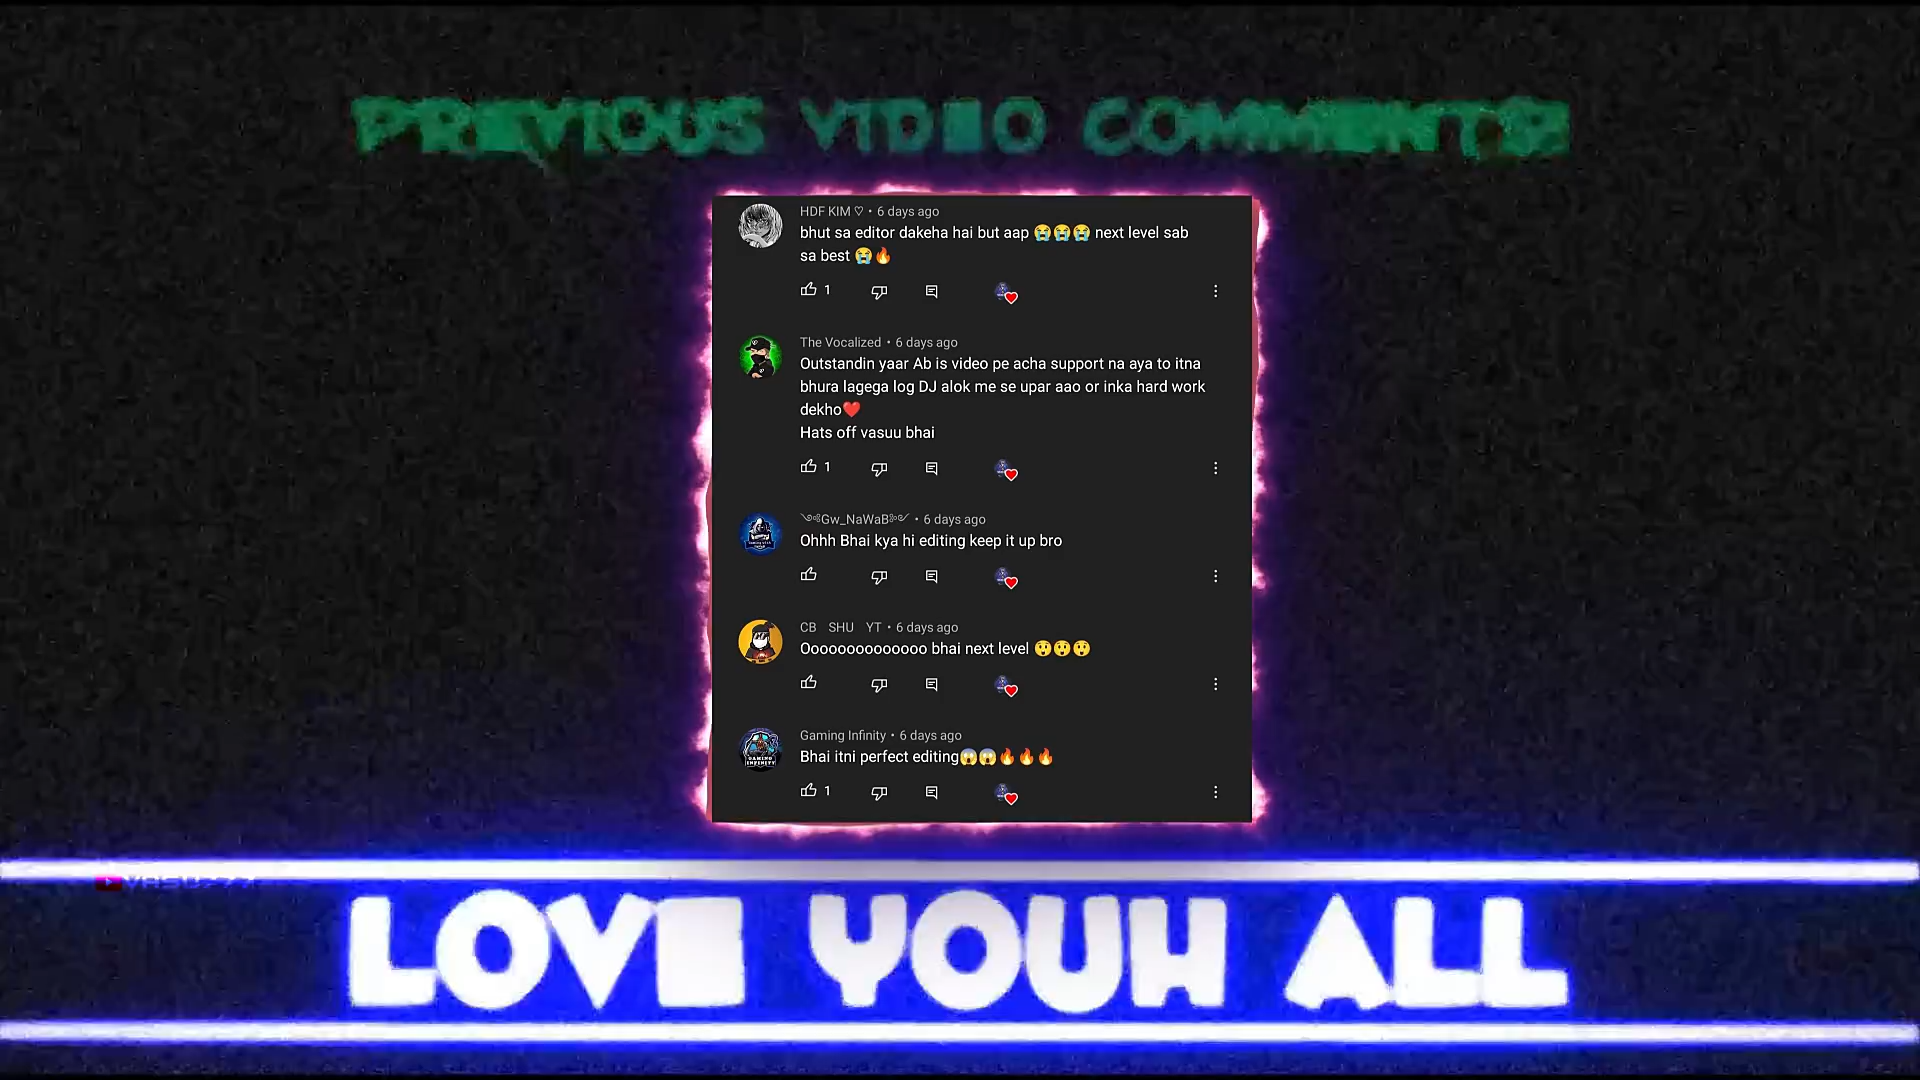 PREVIOUS VIDEO COMMENTS
HDF KIM ♡ • 6 days ago
bhut sa editor dakeha hai but aap 😭😭😭 next level sab
sa best 😭🔥
1
The Vocalized • 6 days ago
Outstandin yaar Ab is video pe acha support na aya to itna
bhura lagega log DJ alok me se upar aao or inka hard work
dekho❤️
Hats off vasuu bhai
1
༺Gw_NaWaB༻ • 6 days ago
Ohhh Bhai kya hi editing keep it up bro
CB SHU YT • 6 days ago
Ooooooooooooooo bhai next level 😲😲😲
Gaming Infinity • 6 days ago
Bhai itni perfect editing😱😱🔥🔥🔥
1
LOVE YOUH ALL